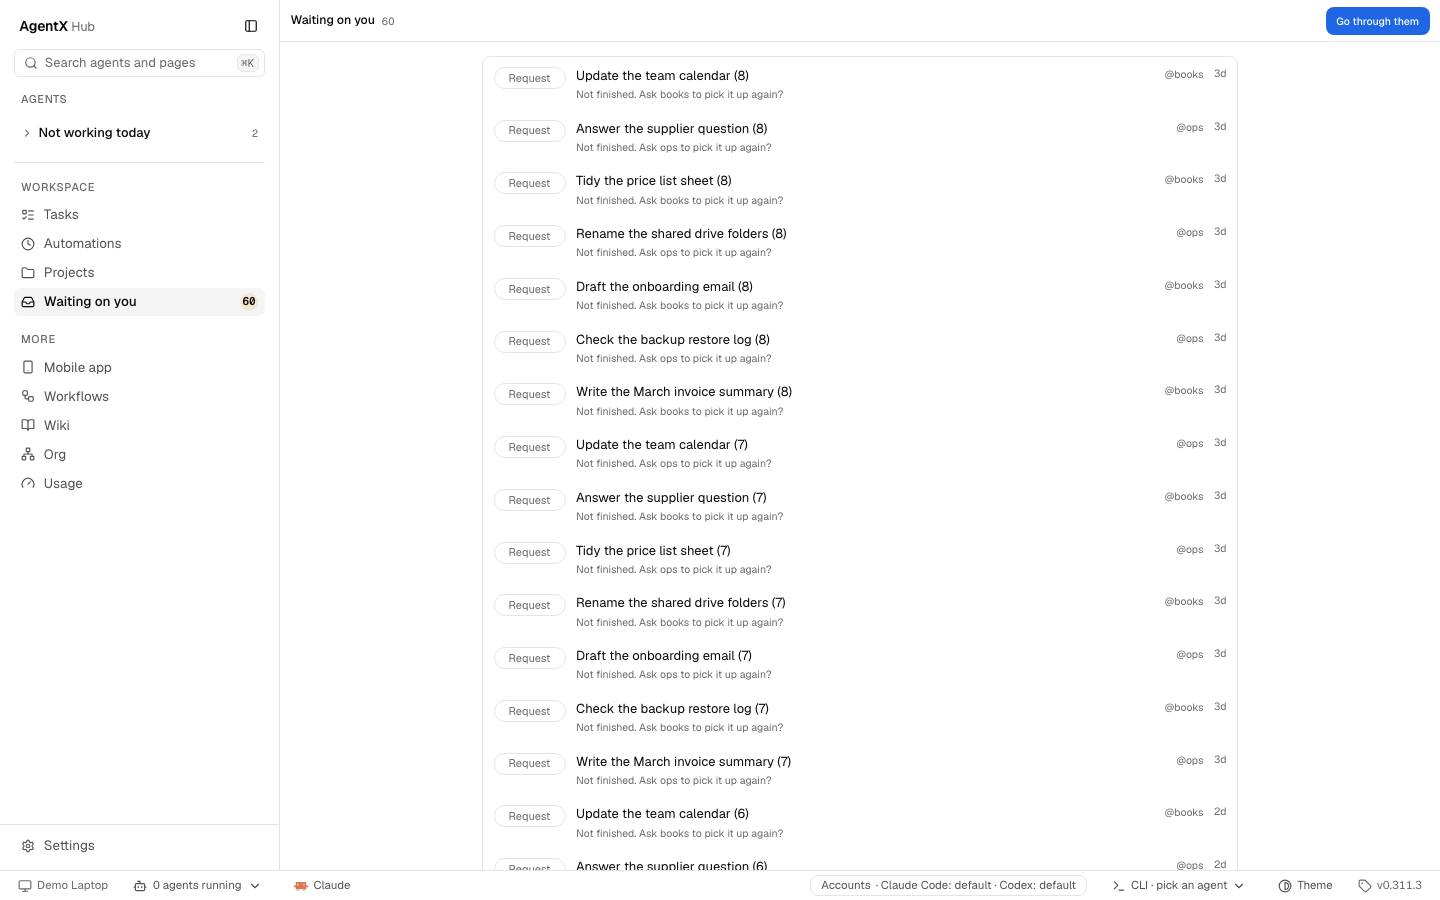 AgentX Hub
Search agents and pages ⌘K
AGENTS
Not working today 2
WORKSPACE
Tasks
Automations
Projects
Waiting on you 60
MORE
Mobile app
Workflows
Wiki
Org
Usage
Settings
Waiting on you 60
Go through them
Request Update the team calendar (8) @books 3d
Not finished. Ask books to pick it up again?
Request Answer the supplier question (8) @ops 3d
Not finished. Ask ops to pick it up again?
Request Tidy the price list sheet (8) @books 3d
Not finished. Ask books to pick it up again?
Request Rename the shared drive folders (8) @ops 3d
Not finished. Ask ops to pick it up again?
Request Draft the onboarding email (8) @books 3d
Not finished. Ask books to pick it up again?
Request Check the backup restore log (8) @ops 3d
Not finished. Ask ops to pick it up again?
Request Write the March invoice summary (8) @books 3d
Not finished. Ask books to pick it up again?
Request Update the team calendar (7) @ops 3d
Not finished. Ask ops to pick it up again?
Request Answer the supplier question (7) @books 3d
Not finished. Ask books to pick it up again?
Request Tidy the price list sheet (7) @ops 3d
Not finished. Ask ops to pick it up again?
Request Rename the shared drive folders (7) @books 3d
Not finished. Ask books to pick it up again?
Request Draft the onboarding email (7) @ops 3d
Not finished. Ask ops to pick it up again?
Request Check the backup restore log (7) @books 3d
Not finished. Ask books to pick it up again?
Request Write the March invoice summary (7) @ops 3d
Not finished. Ask ops to pick it up again?
Request Update the team calendar (6) @books 2d
Not finished. Ask books to pick it up again?
Request Answer the supplier question (6) @ops 2d
Demo Laptop 0 agents running Claude Accounts · Claude Code: default · Codex: default CLI · pick an agent Theme v0.311.3